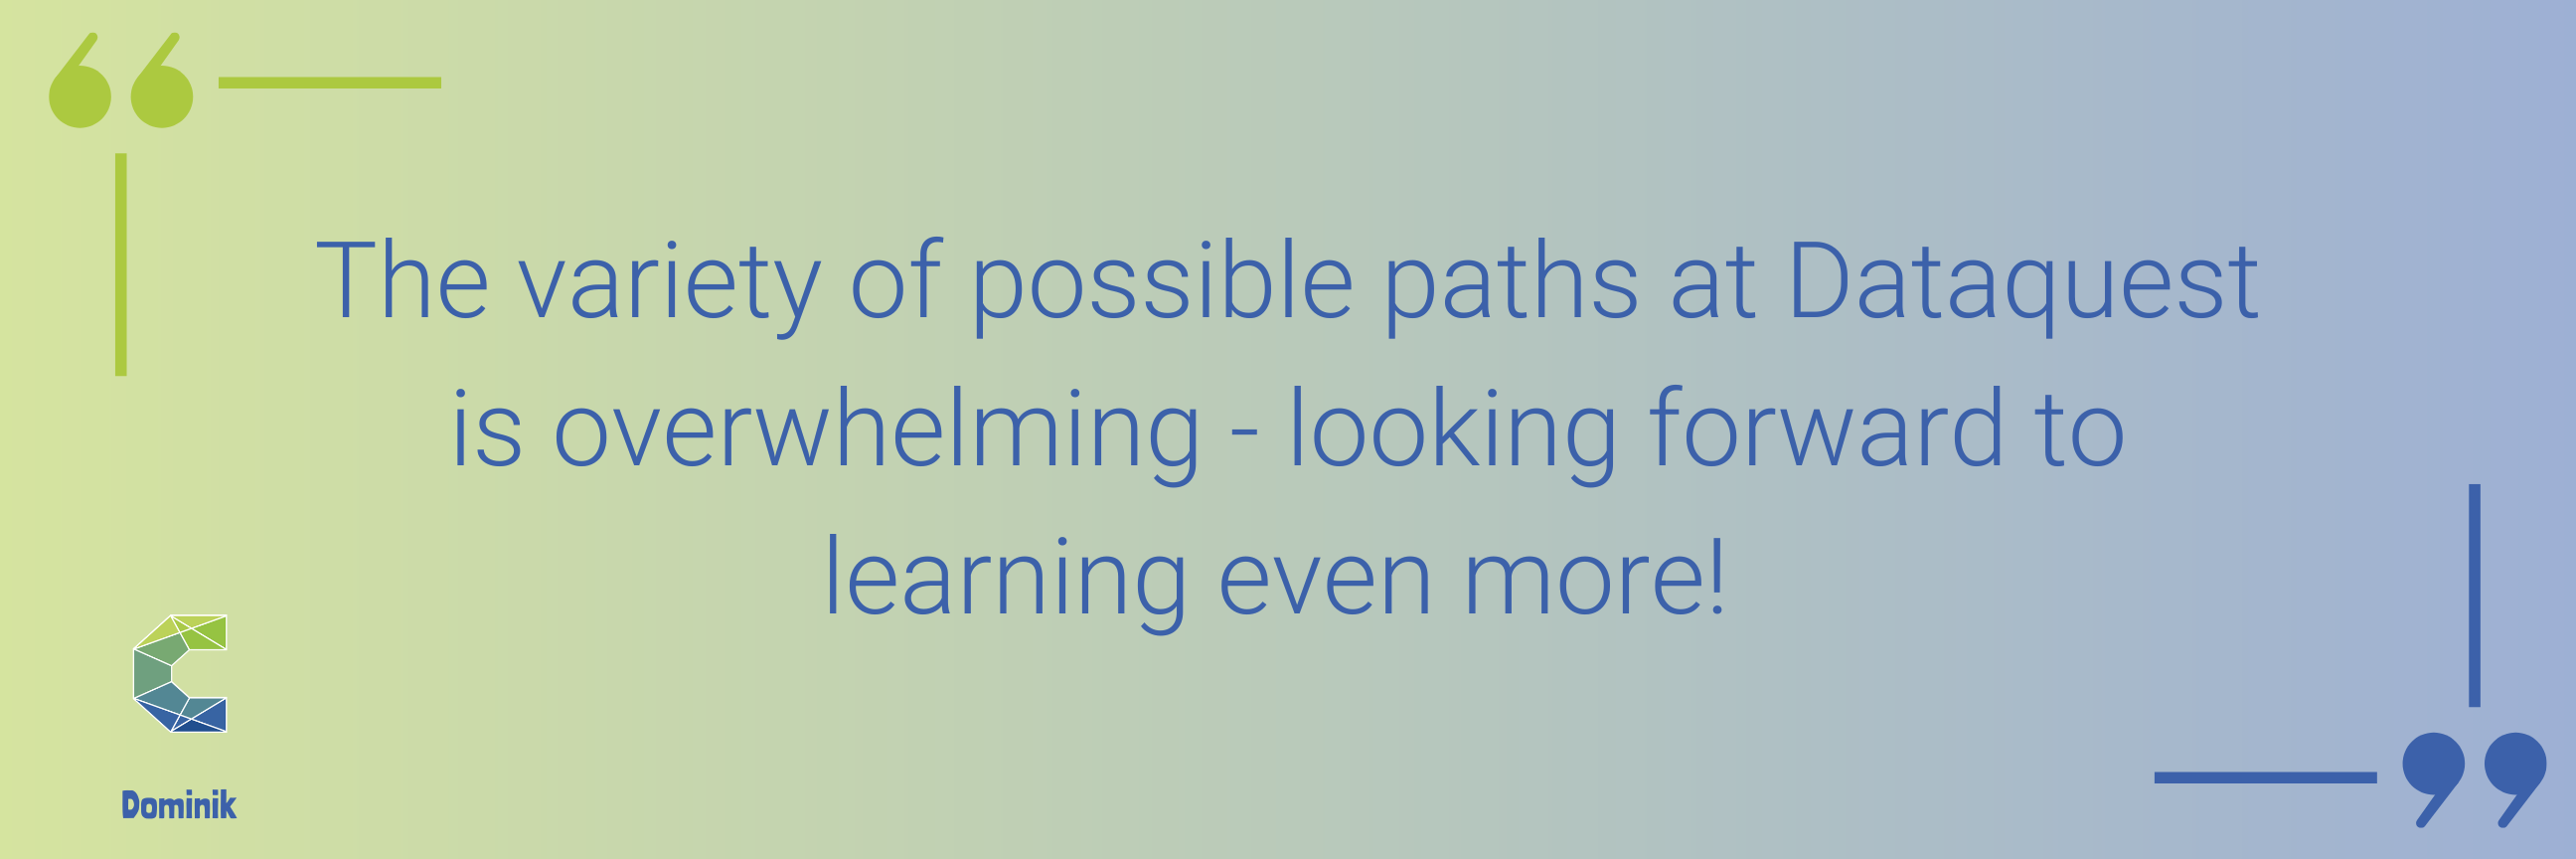 The variety of possible paths at Dataquest
is overwhelming - looking forward to
learning even more!
Dominik